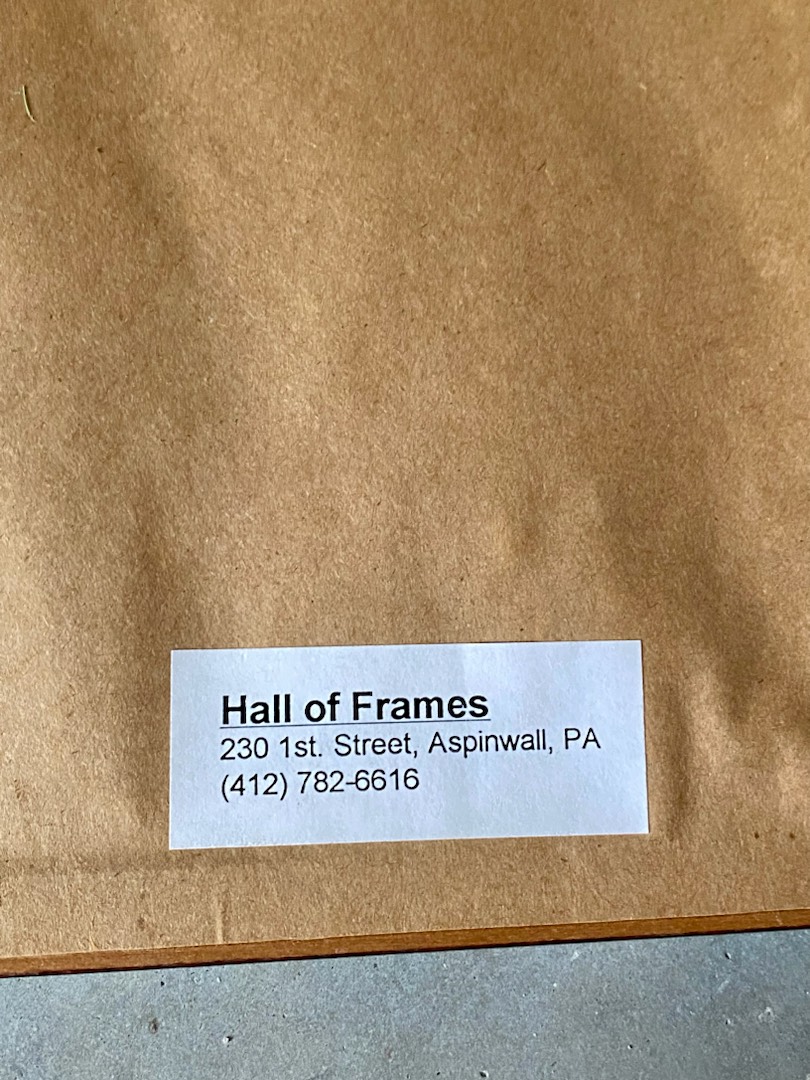 Hall of Frames
230 1st. Street, Aspinwall, PA
(412) 782-6616